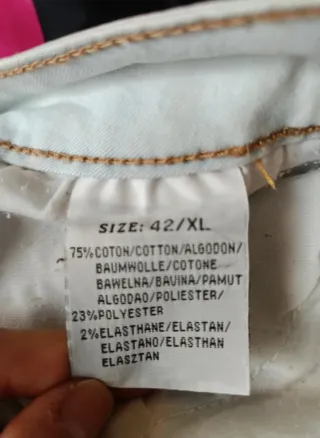 SIZE: 42/XL
75% COTON/COTTON/ALGODON/
BAUMWOLLE/COTONE
BAWELNA/BAVINA/PAMUT
ALGODAO/POLIESTER/
23% POLYESTER
2% ELASTHANE/ELASTAN/
ELASTANO/ELASTHAN
ELASZTAN